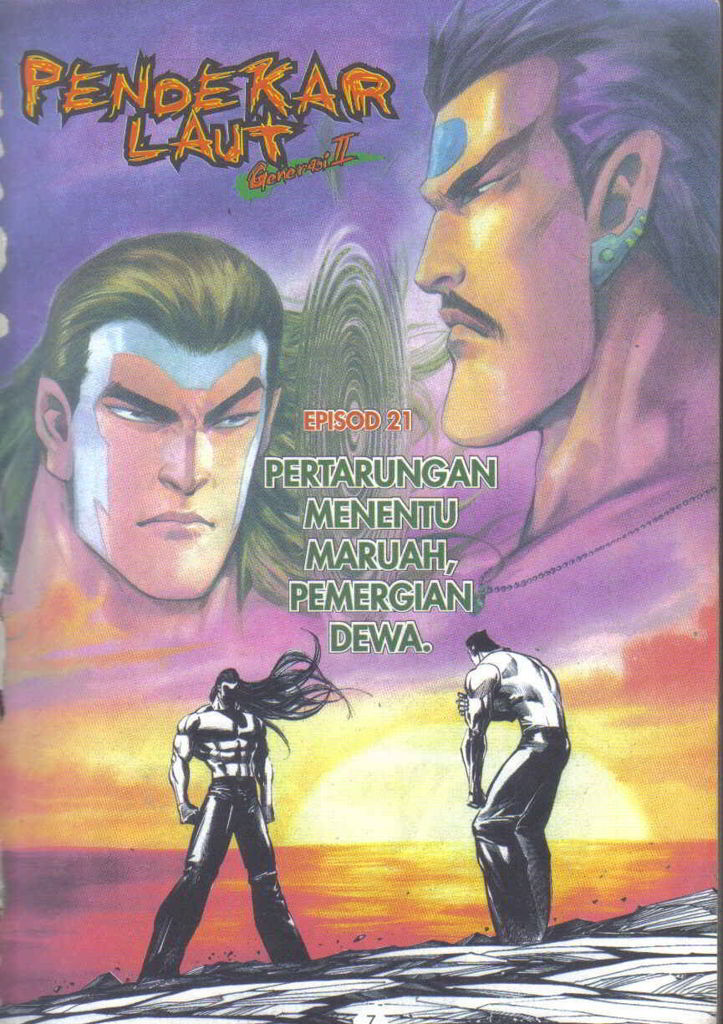 PENDEKAR
LAUT
Generasi II
EPISOD 21
PERTARUNGAN
MENENTU
MARUAH,
PEMERGIAN
DEWA.
7